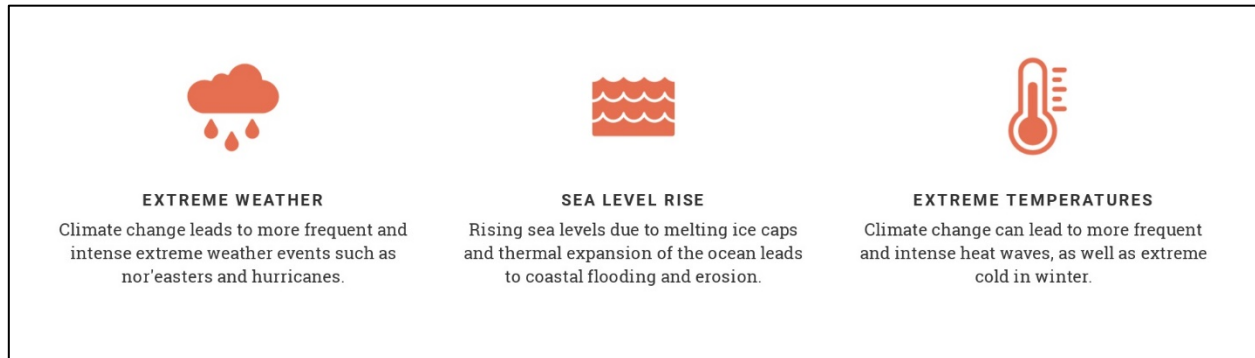 EXTREME WEATHER
Climate change leads to more frequent and
intense extreme weather events such as
nor'easters and hurricanes.
SEA LEVEL RISE
Rising sea levels due to melting ice caps
and thermal expansion of the ocean leads
to coastal flooding and erosion.
EXTREME TEMPERATURES
Climate change can lead to more frequent
and intense heat waves, as well as extreme
cold in winter.